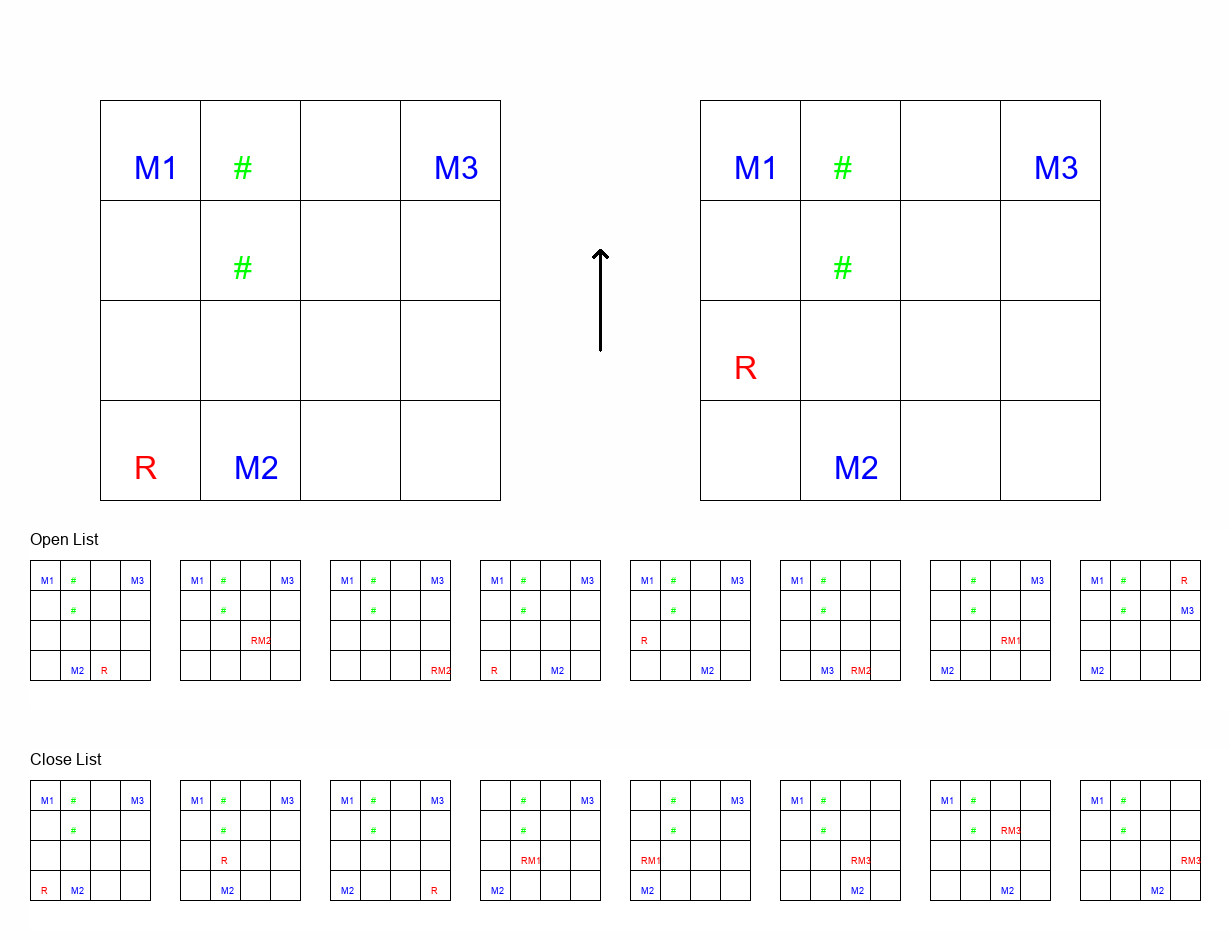 M1 # M3 M1 # M3
# #
R
R M2 M2
Open List
M1 # M3 M1 # M3 M1 # M3 M1 # M3 M1 # M3 M1 # # M3 M1 # R
# # # # # # # # M3
RM2 R RM1
M2 R RM2 R M2 M2 M3 RM2 M2 M2
Close List
M1 # M3 M1 # M3 M1 # M3 # M3 # M3 M1 # M1 # M1 #
# # # # # # # RM3 #
R RM1 RM1 RM3 RM3
R M2 M2 M2 R M2 M2 M2 M2 M2